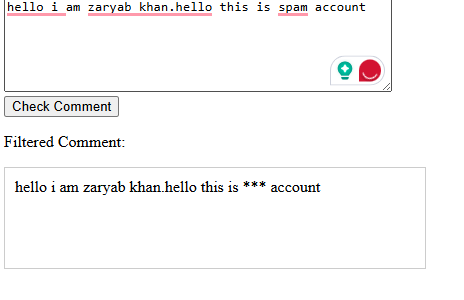 hello i am zaryab khan.hello this is spam account
Check Comment
Filtered Comment:
hello i am zaryab khan.hello this is *** account